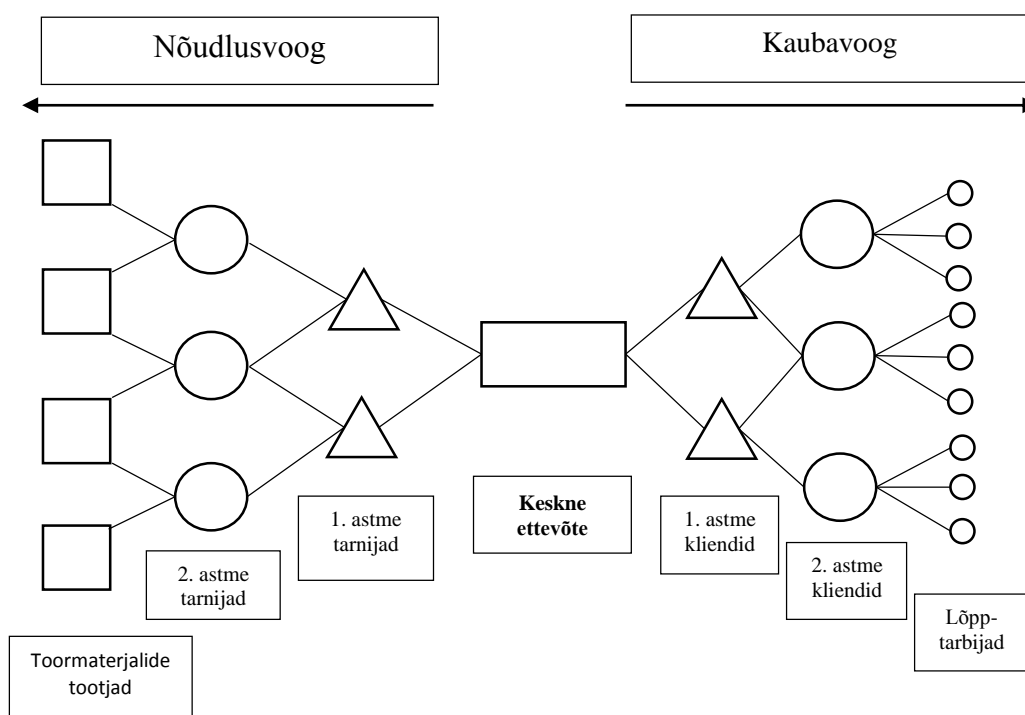 Nõudlusvoog
Kaubavoog
Keskne
ettevõte
1. astme
tarnijad
1. astme
kliendid
2. astme
tarnijad
2. astme
kliendid
Lõpp-
tarbijad
Toormaterjalide
tootjad